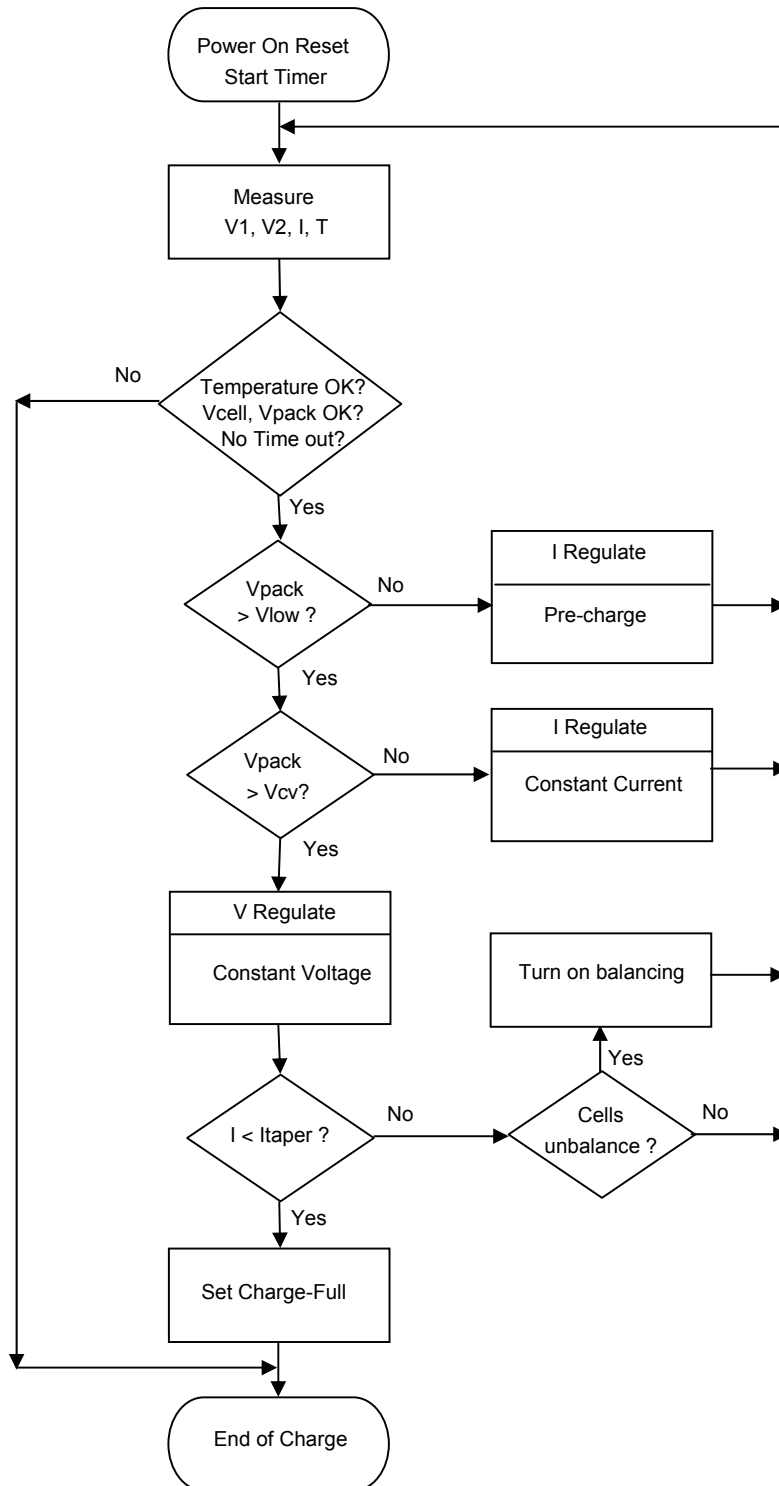 Power On Reset
Start Timer
Measure
V1, V2, I, T
No
Temperature OK?
Vcell, Vpack OK?
No Time out?
Yes
Vpack
> Vlow ?
No
I Regulate
Pre-charge
Yes
Vpack
> Vcv?
No
I Regulate
Constant Current
Yes
V Regulate
Constant Voltage
Turn on balancing
Yes
I < Itaper ?
No
Cells
unbalance ?
No
Yes
Set Charge-Full
End of Charge